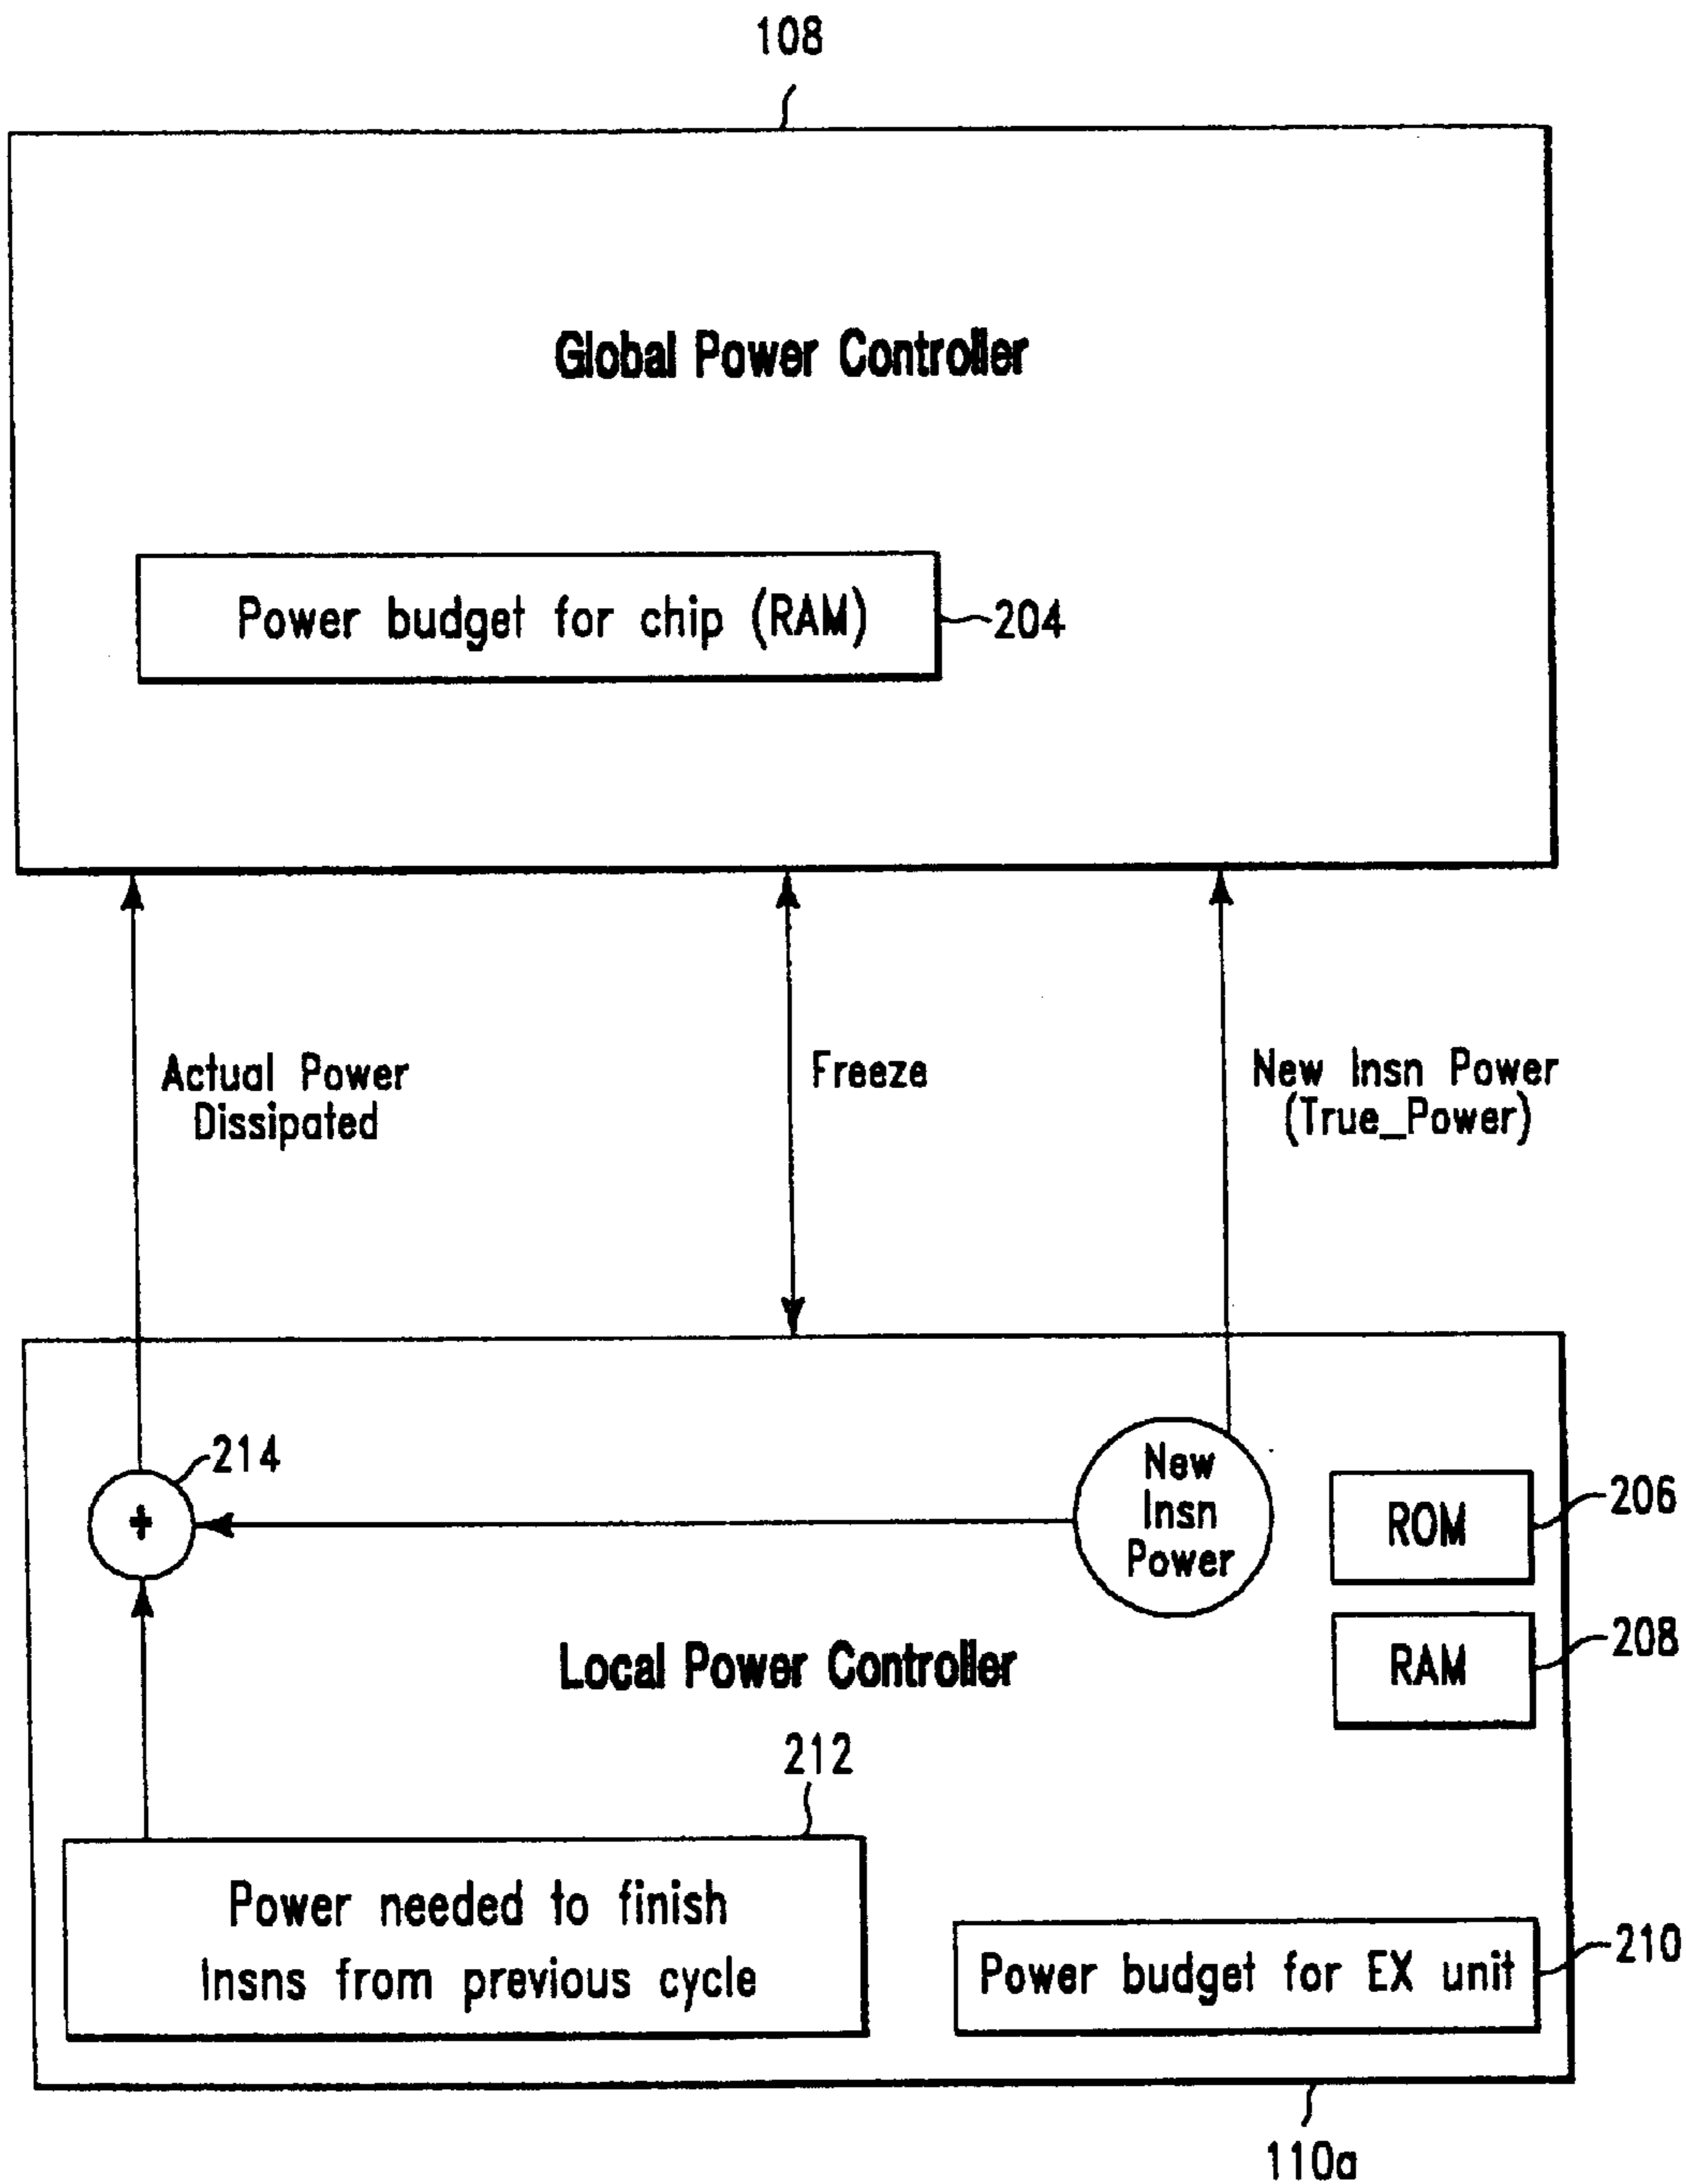 108
Global Power Controller
Power budget for chip (RAM)
204
Actual Power
Dissipated
Freeze
New Insn Power
(True_Power)
214
+
New
Insn
Power
ROM
206
RAM
208
Local Power Controller
212
Power needed to finish
Insns from previous cycle
Power budget for EX unit
210
110a